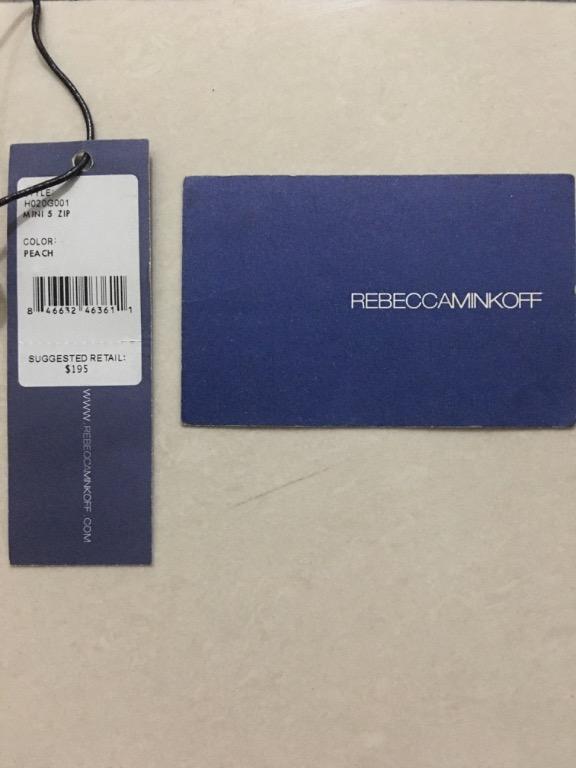 STYLE:
H020G001
MINI 5 ZIP
COLOR:
PEACH
8 46632 46361 1
SUGGESTED RETAIL:
$195
WWW.REBECCAMINKOFF.COM
REBECCAMINKOFF